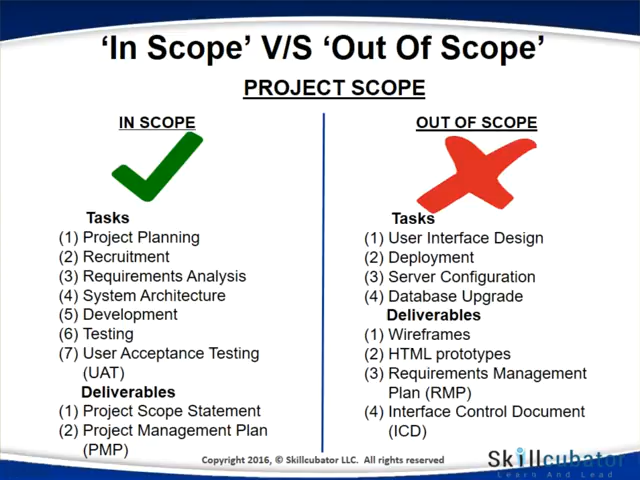 ‘In Scope’ V/S ‘Out Of Scope’
PROJECT SCOPE
IN SCOPE
Tasks
(1) Project Planning
(2) Recruitment
(3) Requirements Analysis
(4) System Architecture
(5) Development
(6) Testing
(7) User Acceptance Testing
(UAT)
Deliverables
(1) Project Scope Statement
(2) Project Management Plan
(PMP)
OUT OF SCOPE
Tasks
(1) User Interface Design
(2) Deployment
(3) Server Configuration
(4) Database Upgrade
Deliverables
(1) Wireframes
(2) HTML prototypes
(3) Requirements Management
Plan (RMP)
(4) Interface Control Document
(ICD)
Copyright 2016, © Skillcubator LLC. All rights reserved
Skillcubator
Learn And Lead